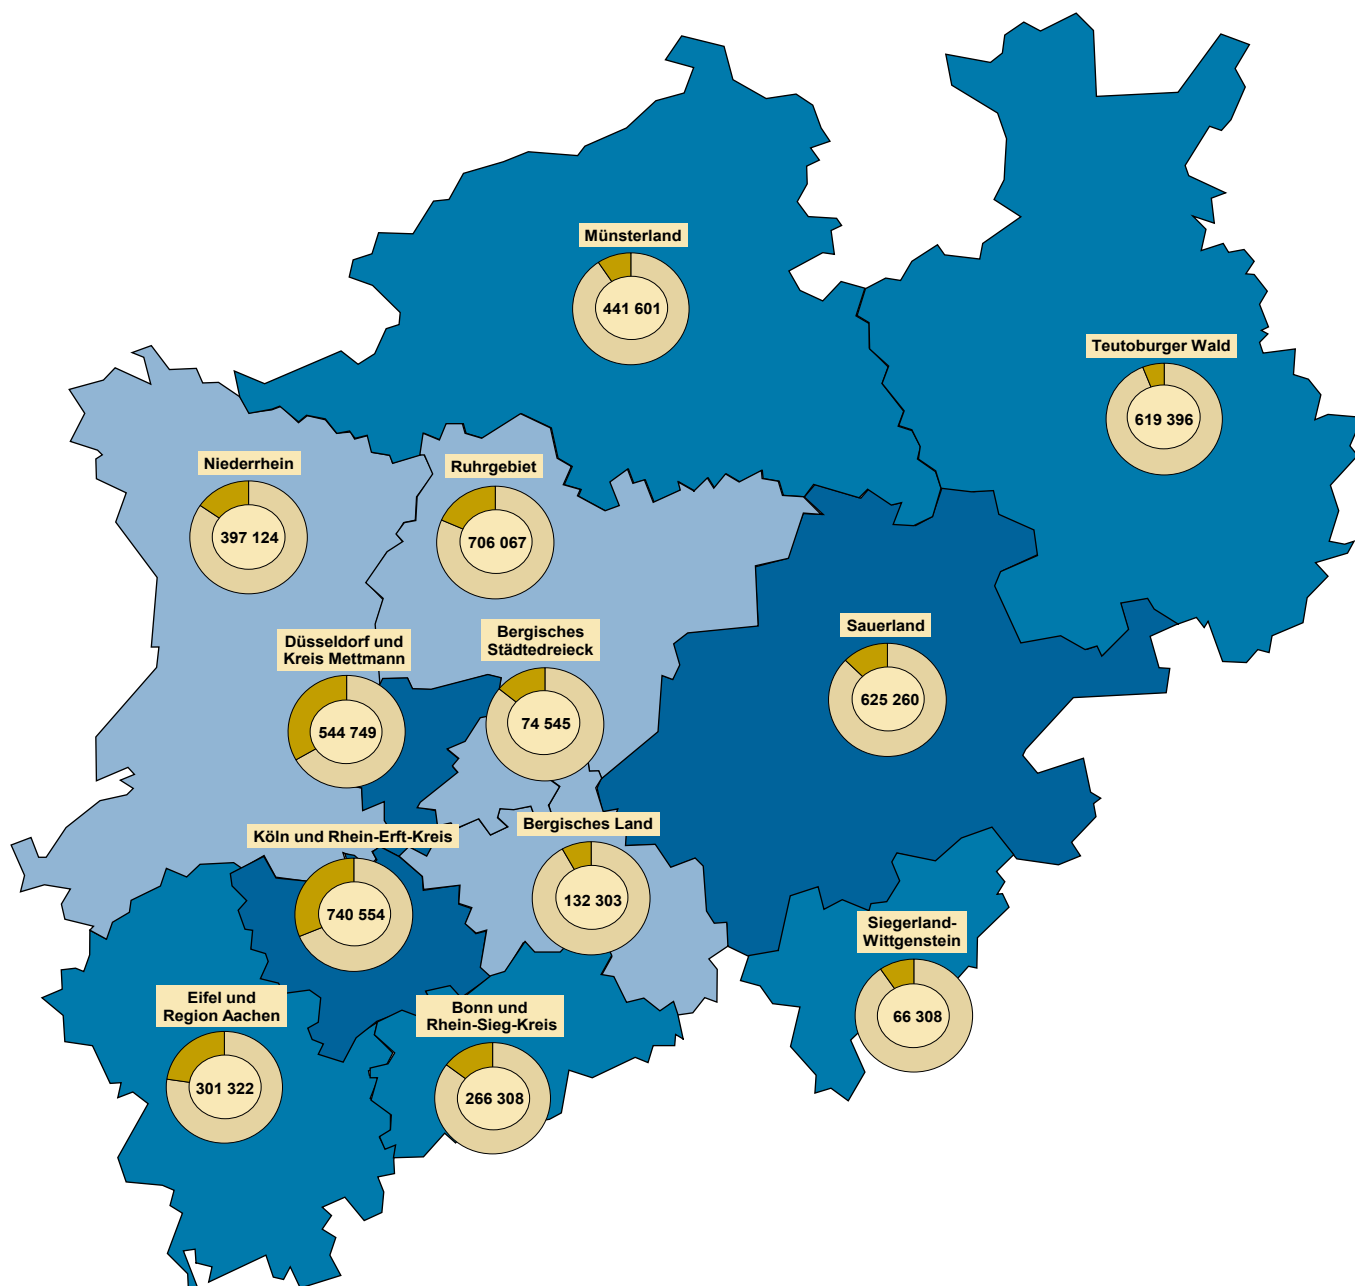 Münsterland
441 601
Teutoburger Wald
619 396
Niederrhein
397 124
Ruhrgebiet
706 067
Düsseldorf und
Kreis Mettmann
544 749
Bergisches
Städtedreieck
74 545
Sauerland
625 260
Köln und Rhein-Erft-Kreis
740 554
Bergisches Land
132 303
Siegerland-
Wittgenstein
66 308
Eifel und
Region Aachen
301 322
Bonn und
Rhein-Sieg-Kreis
266 308